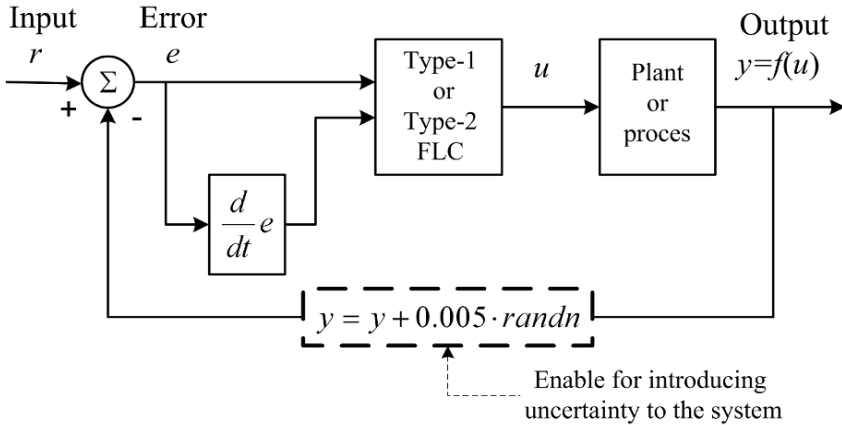 Input
r
Error
e
+
-
Σ
d
dt
e
Type-1
or
Type-2
FLC
u
Plant
or
proces
Output
y=f(u)
y = y + 0.005 · randn
Enable for introducing
uncertainty to the system